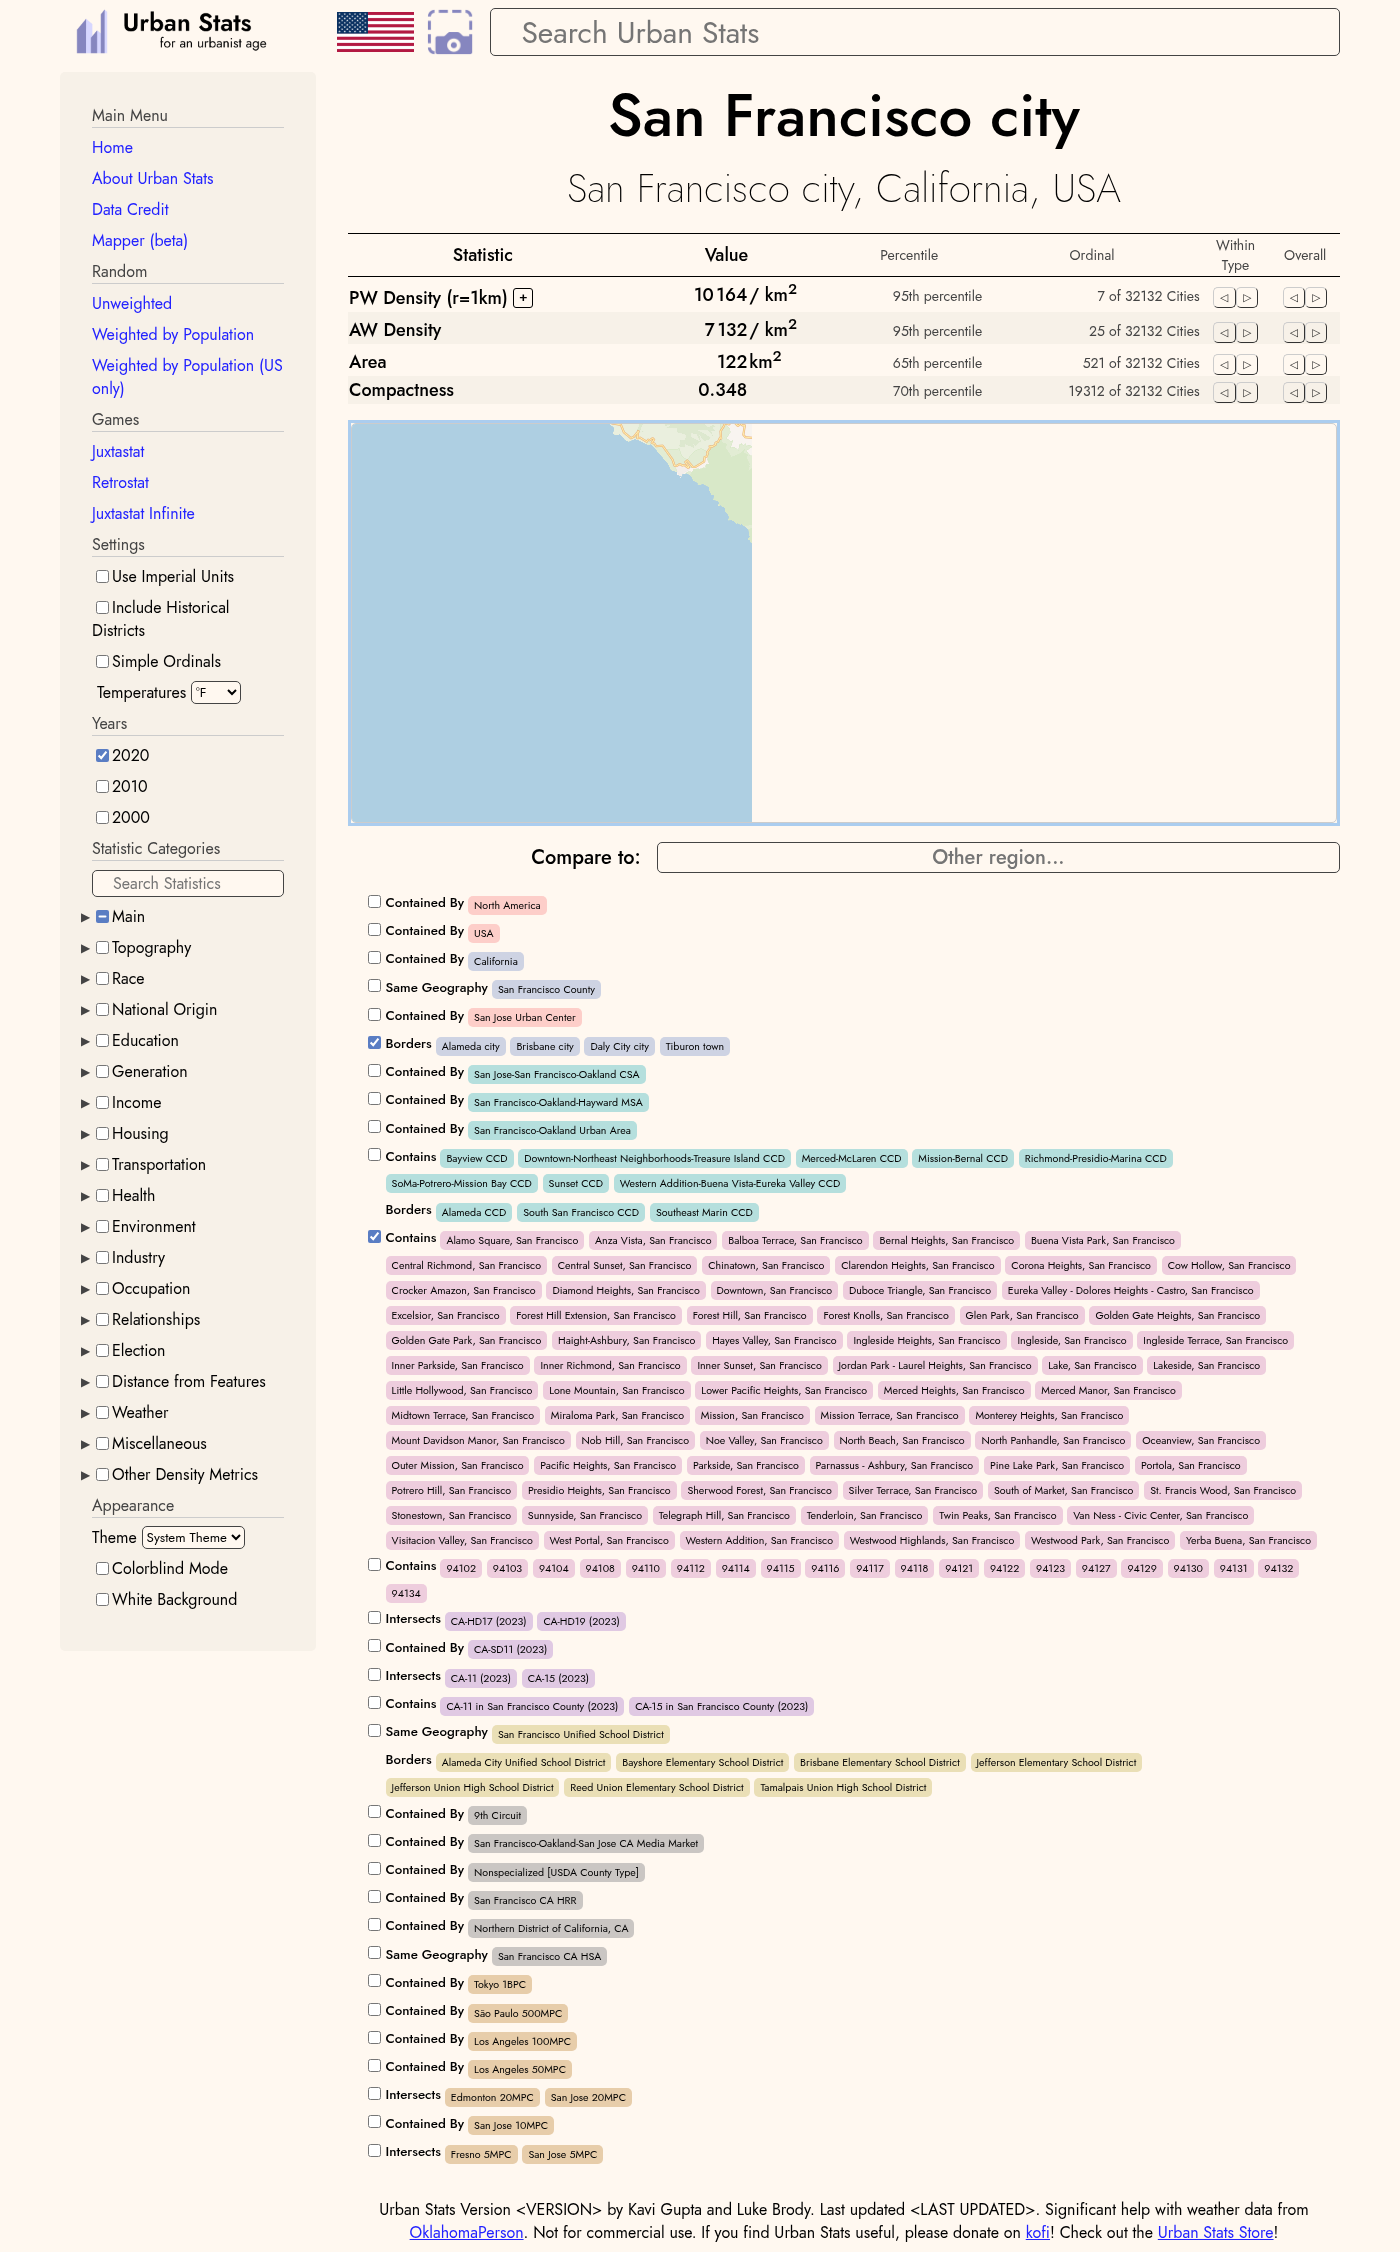 Urban Stats
for an urbanist age
Search Urban Stats
Main Menu
Home
About Urban Stats
Data Credit
Mapper (beta)
Random
Unweighted
Weighted by Population
Weighted by Population (US
only)
Games
Juxtastat
Retrostat
Juxtastat Infinite
Settings
Use Imperial Units
Include Historical
Districts
Simple Ordinals
Temperatures °F
Years
2020
2010
2000
Statistic Categories
Search Statistics
Main
Topography
Race
National Origin
Education
Generation
Income
Housing
Transportation
Health
Environment
Industry
Occupation
Relationships
Election
Distance from Features
Weather
Miscellaneous
Other Density Metrics
Appearance
Theme System Theme
Colorblind Mode
White Background
San Francisco city
San Francisco city, California, USA
Statistic Value Percentile Ordinal Within Type Overall
PW Density (r=1km) + 10 164 / km² 95th percentile 7 of 32132 Cities
AW Density 7 132 / km² 95th percentile 25 of 32132 Cities
Area 122 km² 65th percentile 521 of 32132 Cities
Compactness 0.348 70th percentile 19312 of 32132 Cities
Compare to: Other region...
Contained By North America
Contained By USA
Contained By California
Same Geography San Francisco County
Contained By San Jose Urban Center
Borders Alameda city Brisbane city Daly City city Tiburon town
Contained By San Jose-San Francisco-Oakland CSA
Contained By San Francisco-Oakland-Hayward MSA
Contained By San Francisco-Oakland Urban Area
Contains Bayview CCD Downtown-Northeast Neighborhoods-Treasure Island CCD Merced-McLaren CCD Mission-Bernal CCD Richmond-Presidio-Marina CCD
SoMa-Potrero-Mission Bay CCD Sunset CCD Western Addition-Buena Vista-Eureka Valley CCD
Borders Alameda CCD South San Francisco CCD Southeast Marin CCD
Contains Alamo Square, San Francisco Anza Vista, San Francisco Balboa Terrace, San Francisco Bernal Heights, San Francisco Buena Vista Park, San Francisco
Central Richmond, San Francisco Central Sunset, San Francisco Chinatown, San Francisco Clarendon Heights, San Francisco Corona Heights, San Francisco Cow Hollow, San Francisco
Crocker Amazon, San Francisco Diamond Heights, San Francisco Downtown, San Francisco Duboce Triangle, San Francisco Eureka Valley - Dolores Heights - Castro, San Francisco
Excelsior, San Francisco Forest Hill Extension, San Francisco Forest Hill, San Francisco Forest Knolls, San Francisco Glen Park, San Francisco Golden Gate Heights, San Francisco
Golden Gate Park, San Francisco Haight-Ashbury, San Francisco Hayes Valley, San Francisco Ingleside Heights, San Francisco Ingleside, San Francisco Ingleside Terrace, San Francisco
Inner Parkside, San Francisco Inner Richmond, San Francisco Inner Sunset, San Francisco Jordan Park - Laurel Heights, San Francisco Lake, San Francisco Lakeside, San Francisco
Little Hollywood, San Francisco Lone Mountain, San Francisco Lower Pacific Heights, San Francisco Merced Heights, San Francisco Merced Manor, San Francisco
Midtown Terrace, San Francisco Miraloma Park, San Francisco Mission, San Francisco Mission Terrace, San Francisco Monterey Heights, San Francisco
Mount Davidson Manor, San Francisco Nob Hill, San Francisco Noe Valley, San Francisco North Beach, San Francisco North Panhandle, San Francisco Oceanview, San Francisco
Outer Mission, San Francisco Pacific Heights, San Francisco Parkside, San Francisco Parnassus - Ashbury, San Francisco Pine Lake Park, San Francisco Portola, San Francisco
Potrero Hill, San Francisco Presidio Heights, San Francisco Sherwood Forest, San Francisco Silver Terrace, San Francisco South of Market, San Francisco St. Francis Wood, San Francisco
Stonestown, San Francisco Sunnyside, San Francisco Telegraph Hill, San Francisco Tenderloin, San Francisco Twin Peaks, San Francisco Van Ness - Civic Center, San Francisco
Visitacion Valley, San Francisco West Portal, San Francisco Western Addition, San Francisco Westwood Highlands, San Francisco Westwood Park, San Francisco Yerba Buena, San Francisco
Contains 94102 94103 94104 94108 94110 94112 94114 94115 94116 94117 94118 94121 94122 94123 94127 94129 94130 94131 94132
94134
Intersects CA-HD17 (2023) CA-HD19 (2023)
Contained By CA-SD11 (2023)
Intersects CA-11 (2023) CA-15 (2023)
Contains CA-11 in San Francisco County (2023) CA-15 in San Francisco County (2023)
Same Geography San Francisco Unified School District
Borders Alameda City Unified School District Bayshore Elementary School District Brisbane Elementary School District Jefferson Elementary School District
Jefferson Union High School District Reed Union Elementary School District Tamalpais Union High School District
Contained By 9th Circuit
Contained By San Francisco-Oakland-San Jose CA Media Market
Contained By Nonspecialized [USDA County Type]
Contained By San Francisco CA HRR
Contained By Northern District of California, CA
Same Geography San Francisco CA HSA
Contained By Tokyo 1BPC
Contained By São Paulo 500MPC
Contained By Los Angeles 100MPC
Contained By Los Angeles 50MPC
Intersects Edmonton 20MPC San Jose 20MPC
Contained By San Jose 10MPC
Intersects Fresno 5MPC San Jose 5MPC
Urban Stats Version <VERSION> by Kavi Gupta and Luke Brody. Last updated <LAST UPDATED>. Significant help with weather data from
OklahomaPerson. Not for commercial use. If you find Urban Stats useful, please donate on kofi! Check out the Urban Stats Store!